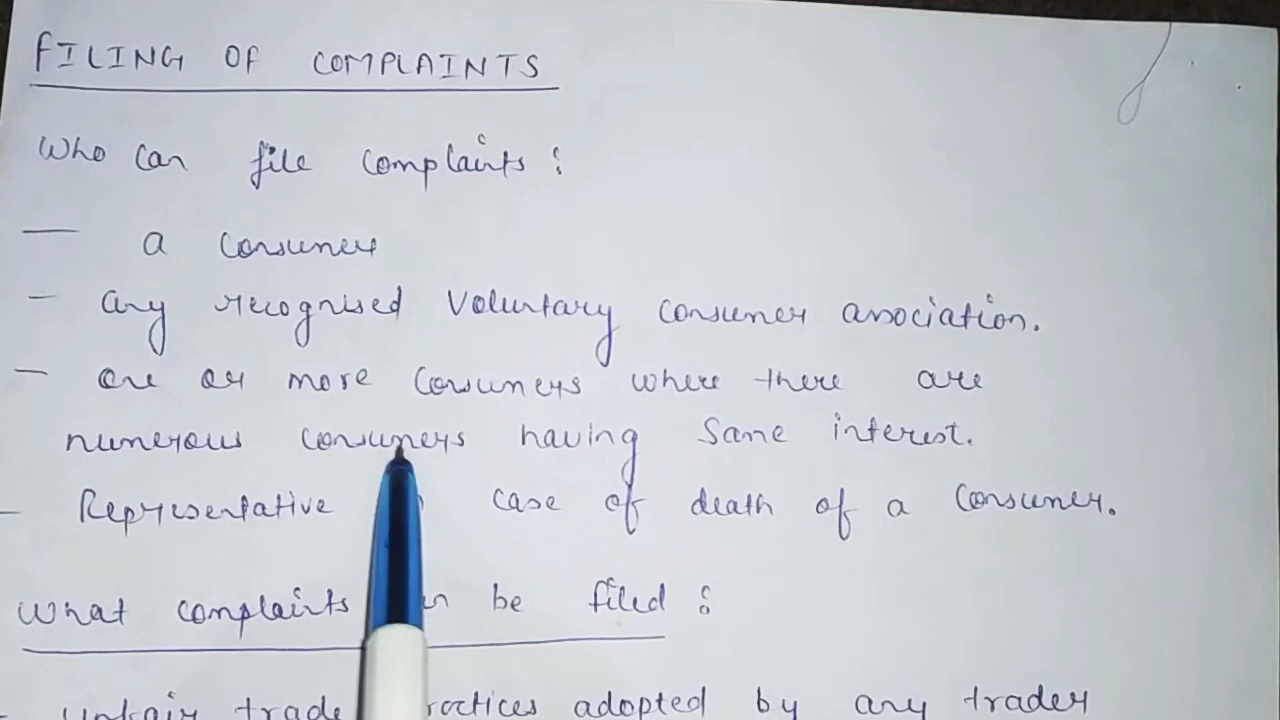 FILING OF COMPLAINTS
Who can file complaints :
— a consumer
- any recognised voluntary consumer association.
- one or more consumers where there are
numerous consumers having same interest.
- Representative case of death of a consumer.
What complaints be filed :
- unfair trade practices adopted by any trader